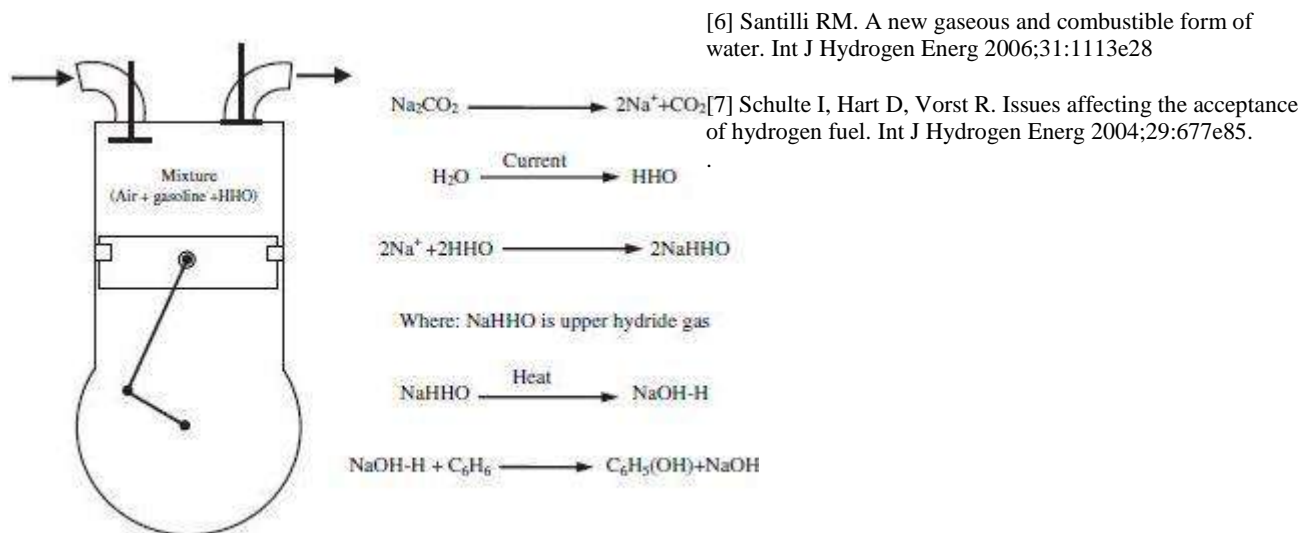 Mixture
(Air + gasoline +HHO)
Na₂CO₂ → 2Na⁺+CO₂
Current
H₂O → HHO
2Na⁺ +2HHO → 2NaHHO
Where: NaHHO is upper hydride gas
Heat
NaHHO → NaOH-H
NaOH-H + C₆H₆ → C₆H₅(OH)+NaOH
[6] Santilli RM. A new gaseous and combustible form of
water. Int J Hydrogen Energ 2006;31:1113e28
[7] Schulte I, Hart D, Vorst R. Issues affecting the acceptance
of hydrogen fuel. Int J Hydrogen Energ 2004;29:677e85.
.